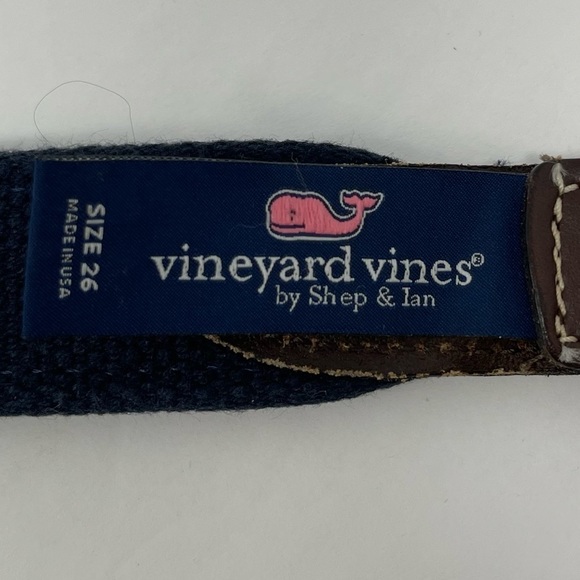 vineyard vines®
by Shep & Ian
SIZE 26
MADE IN USA